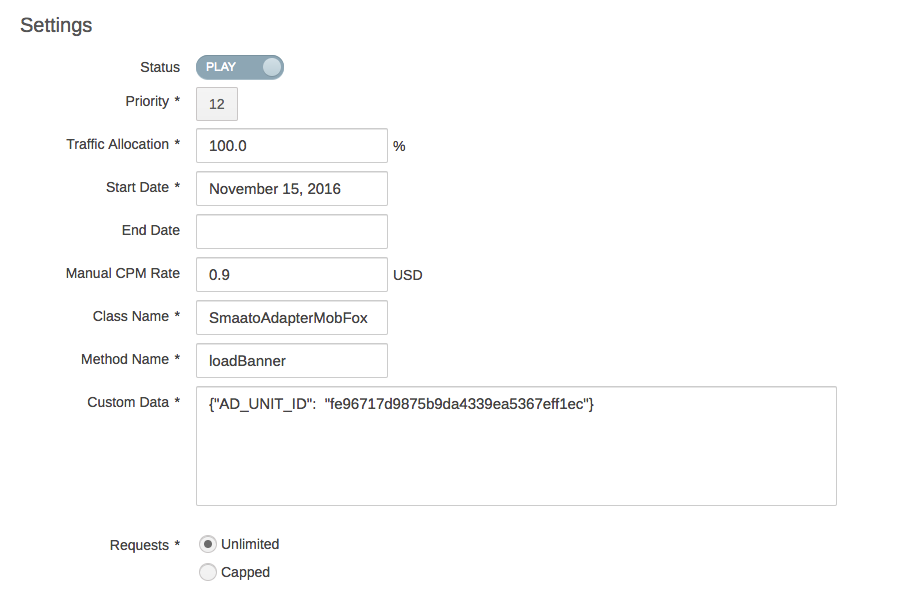 Settings
Status PLAY
Priority * 12
Traffic Allocation * 100.0 %
Start Date * November 15, 2016
End Date
Manual CPM Rate 0.9 USD
Class Name * SmaatoAdapterMobFox
Method Name * loadBanner
Custom Data * {"AD_UNIT_ID":  "fe96717d9875b9da4339ea5367eff1ec"}
Requests * Unlimited
Capped